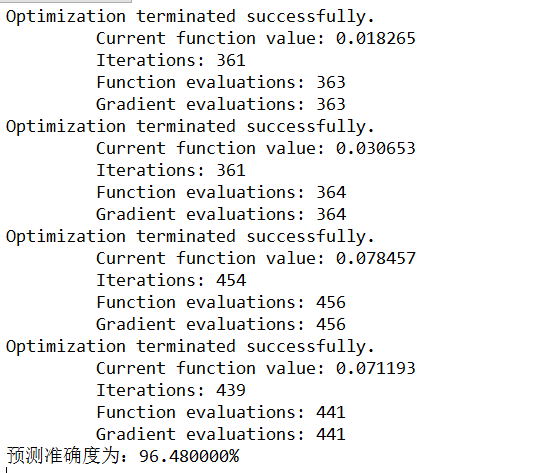 Optimization terminated successfully.
Current function value: 0.018265
Iterations: 361
Function evaluations: 363
Gradient evaluations: 363
Optimization terminated successfully.
Current function value: 0.030653
Iterations: 361
Function evaluations: 364
Gradient evaluations: 364
Optimization terminated successfully.
Current function value: 0.078457
Iterations: 454
Function evaluations: 456
Gradient evaluations: 456
Optimization terminated successfully.
Current function value: 0.071193
Iterations: 439
Function evaluations: 441
Gradient evaluations: 441
预测准确度为：96.480000%